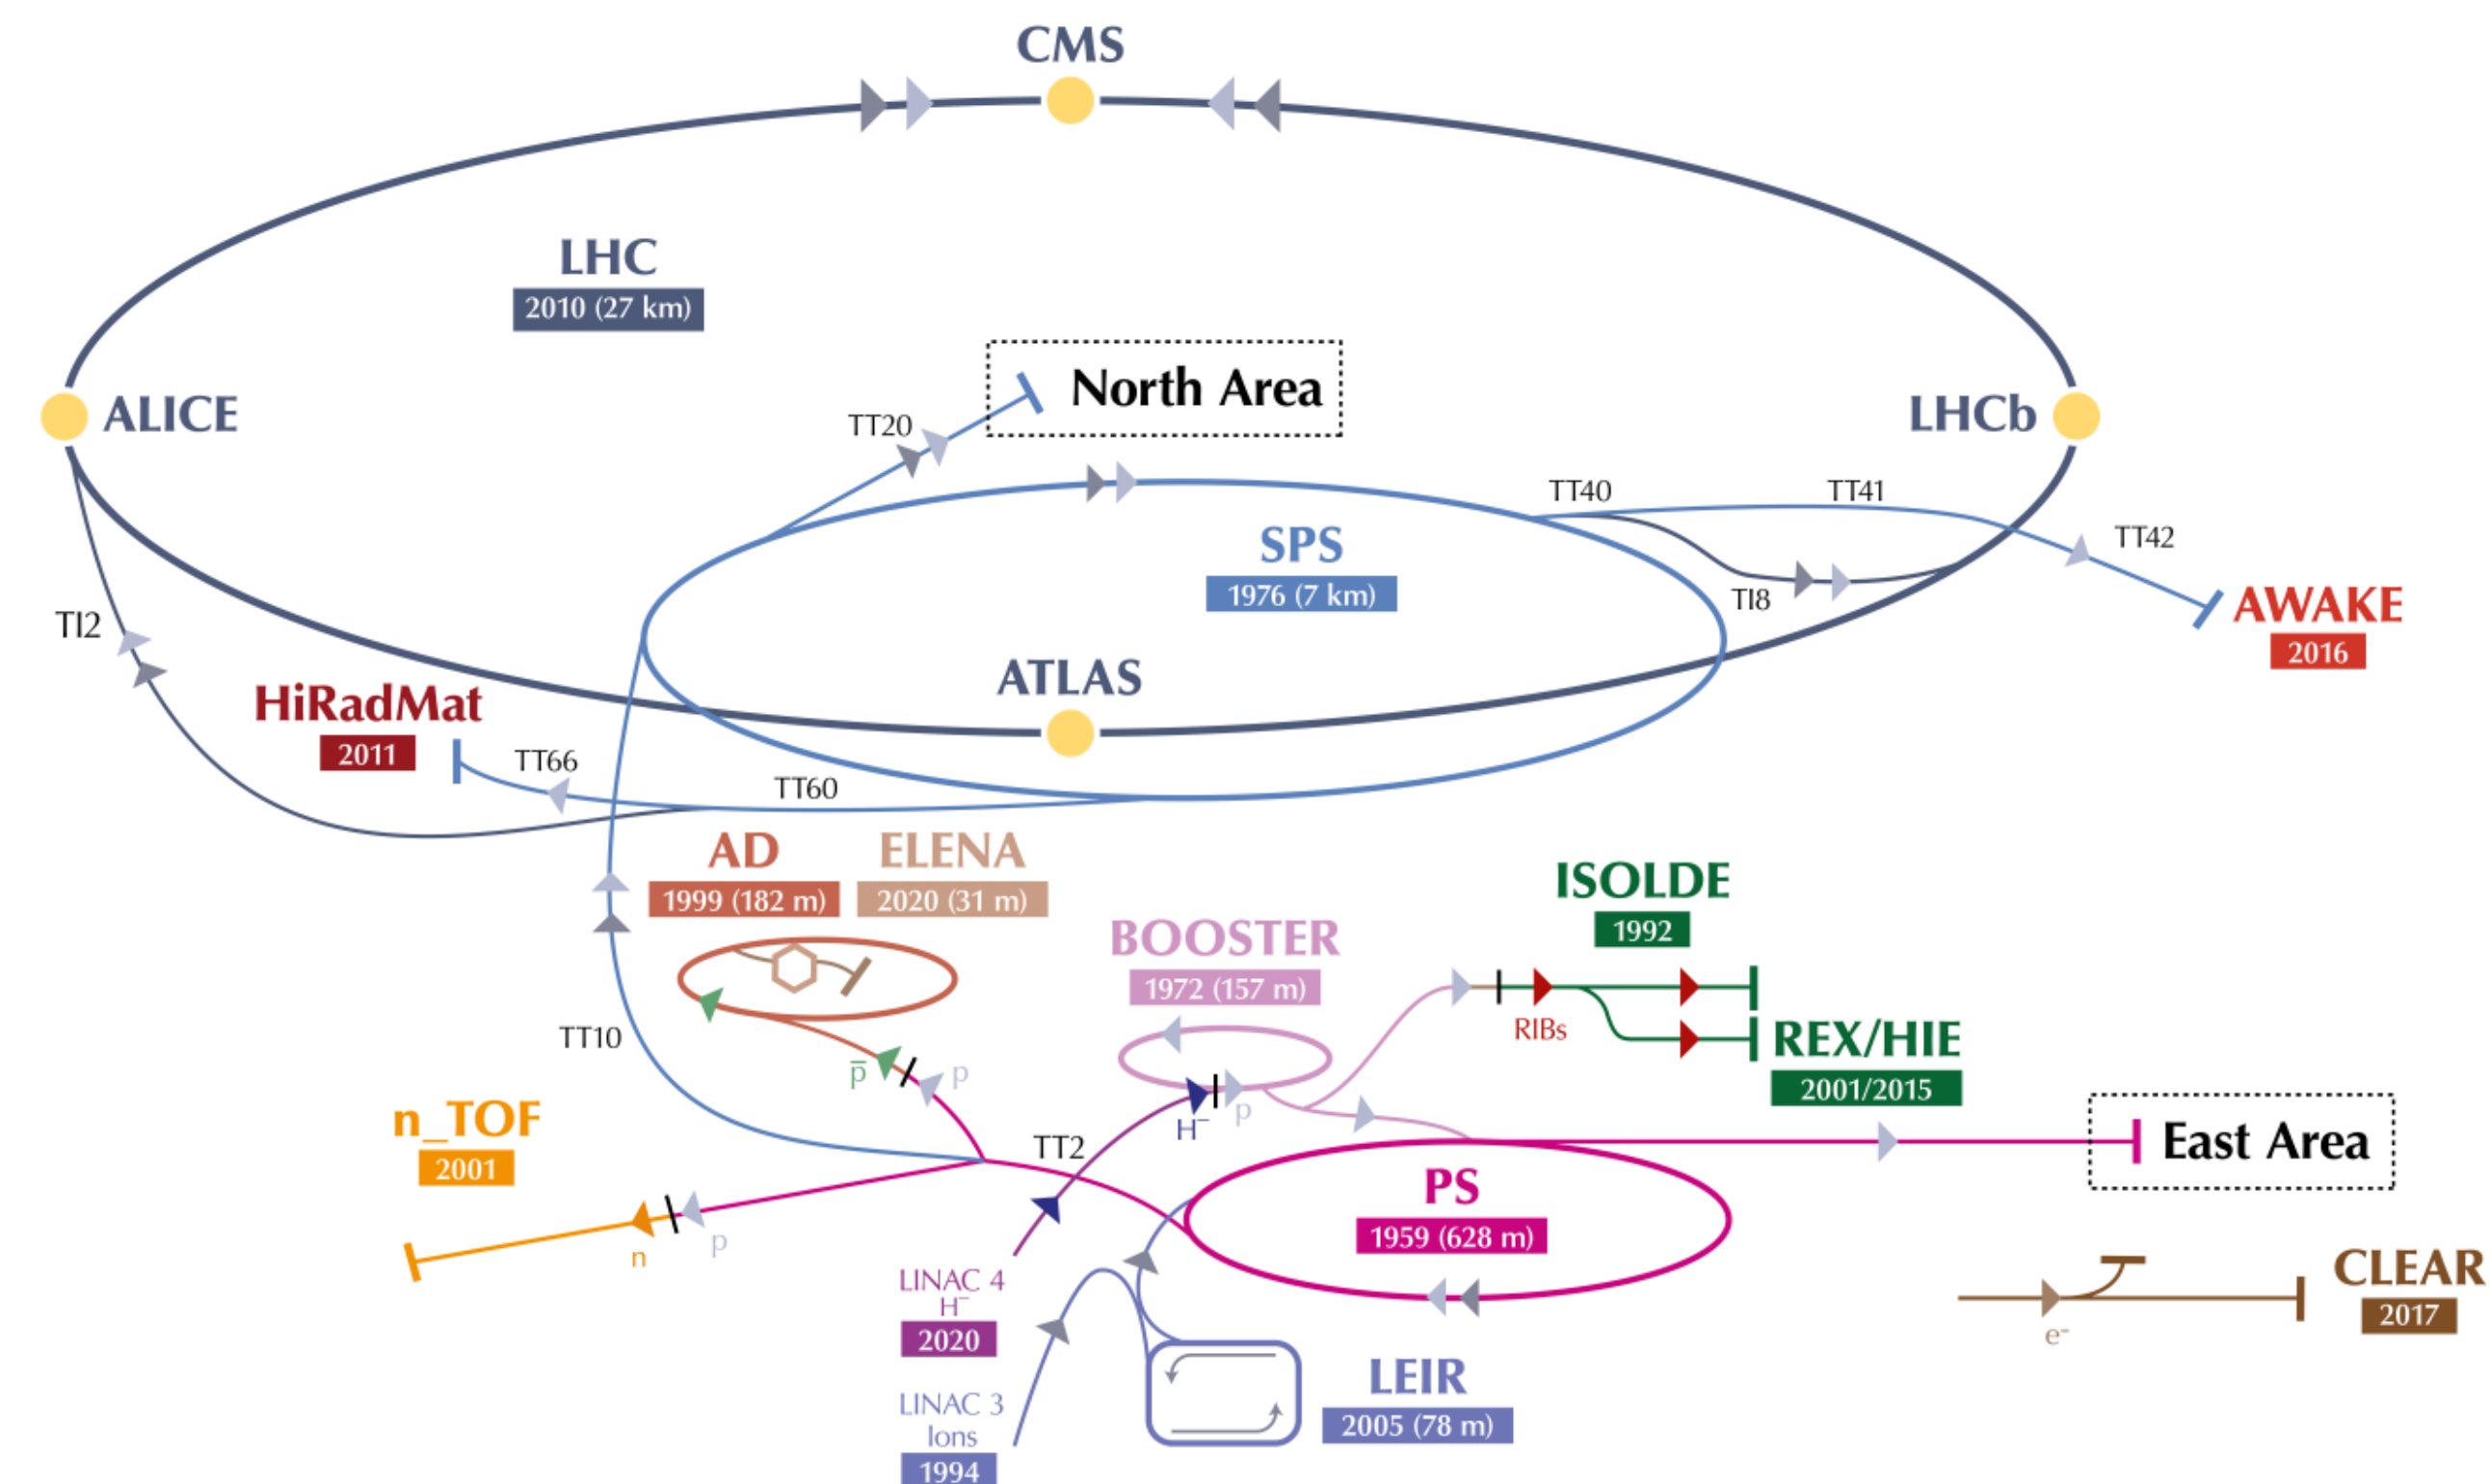 CMS
LHC
2010 (27 km)
North Area
TT20
ALICE
LHCb
TT40
TT41
TT42
SPS
1976 (7 km)
TI8
AWAKE
2016
TI2
ATLAS
HiRadMat
2011
TT66
TT60
AD
1999 (182 m)
ELENA
2020 (31 m)
ISOLDE
1992
BOOSTER
1972 (157 m)
RIBs
REX/HIE
2001/2015
TT10
p̅
p
H⁻
p
n_TOF
2001
TT2
East Area
PS
1959 (628 m)
n
p
LINAC 4
H⁻
2020
CLEAR
2017
e⁻
LEIR
2005 (78 m)
LINAC 3
Ions
1994